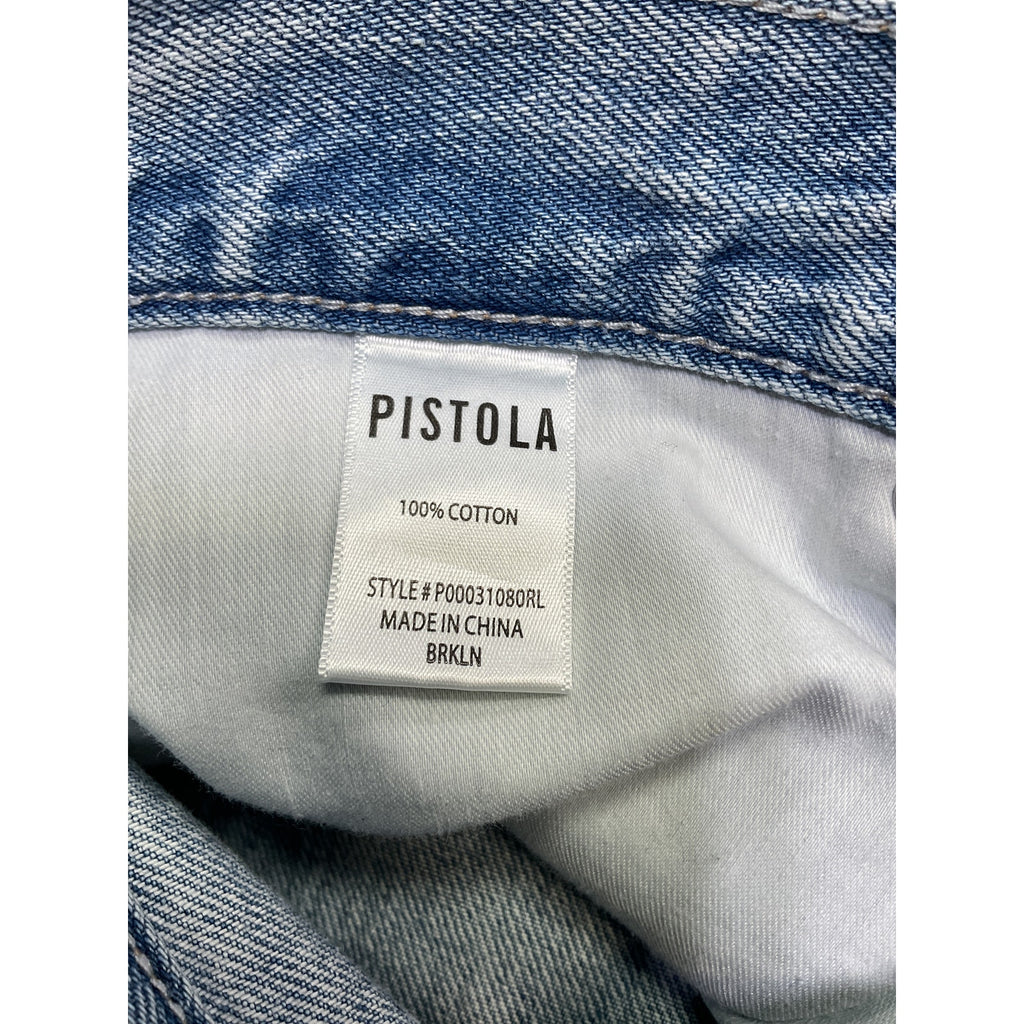 PISTOLA
100% COTTON
STYLE # P00031080RL
MADE IN CHINA
BRKLN